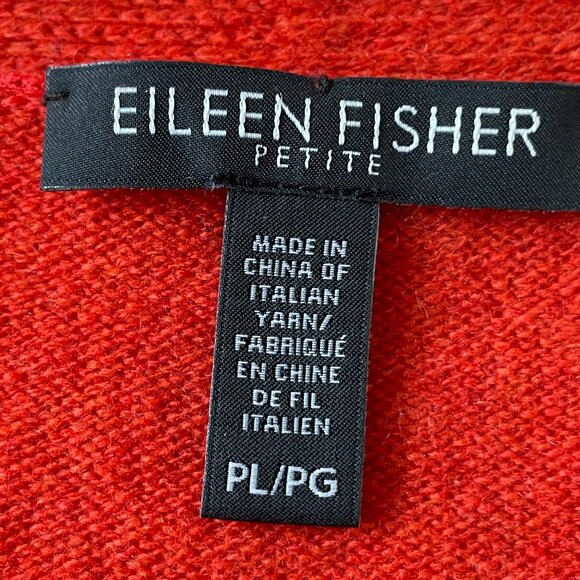 EILEEN FISHER
PETITE
MADE IN
CHINA OF
ITALIAN
YARN/
FABRIQUÉ
EN CHINE
DE FIL
ITALIEN
PL/PG